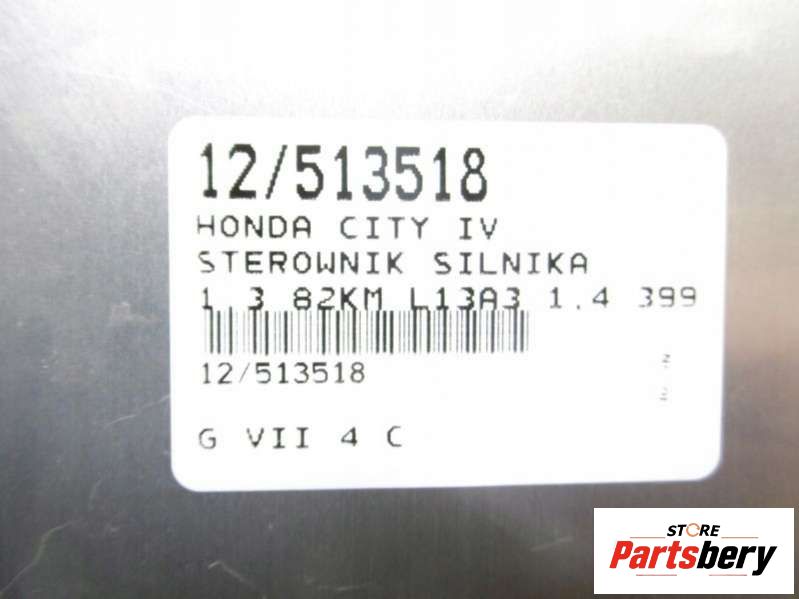 12/513518
HONDA CITY IV
STEROWNIK SILNIKA
1 3 82KM L13A3 1.4 399
12/513518
G VII 4 C
STORE
Partsbery